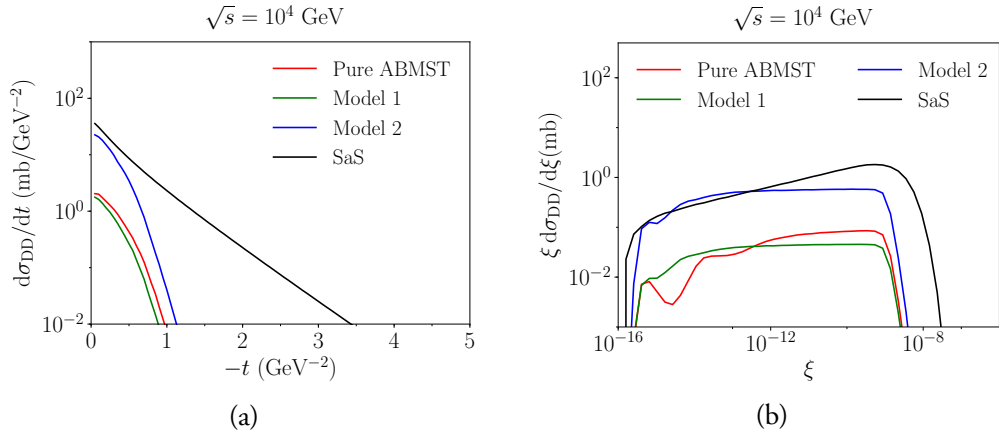 √s = 10⁴ GeV
dσ_DD/dt (mb/GeV⁻²)
10²
10⁰
10⁻²
Pure ABMST
Model 1
Model 2
SaS
0 1 2 3 4 5
−t (GeV⁻²)
(a)
√s = 10⁴ GeV
ξ dσ_DD/dξ(mb)
10²
10⁰
10⁻²
Pure ABMST Model 2
Model 1 SaS
10⁻¹⁶ 10⁻¹² 10⁻⁸
ξ
(b)